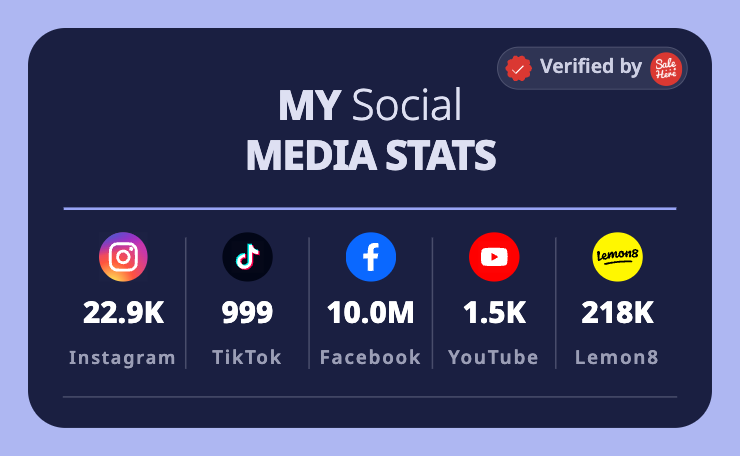 Verified by Sale Here
MY Social
MEDIA STATS
Lemon8
22.9K 999 10.0M 1.5K 218K
Instagram TikTok Facebook YouTube Lemon8